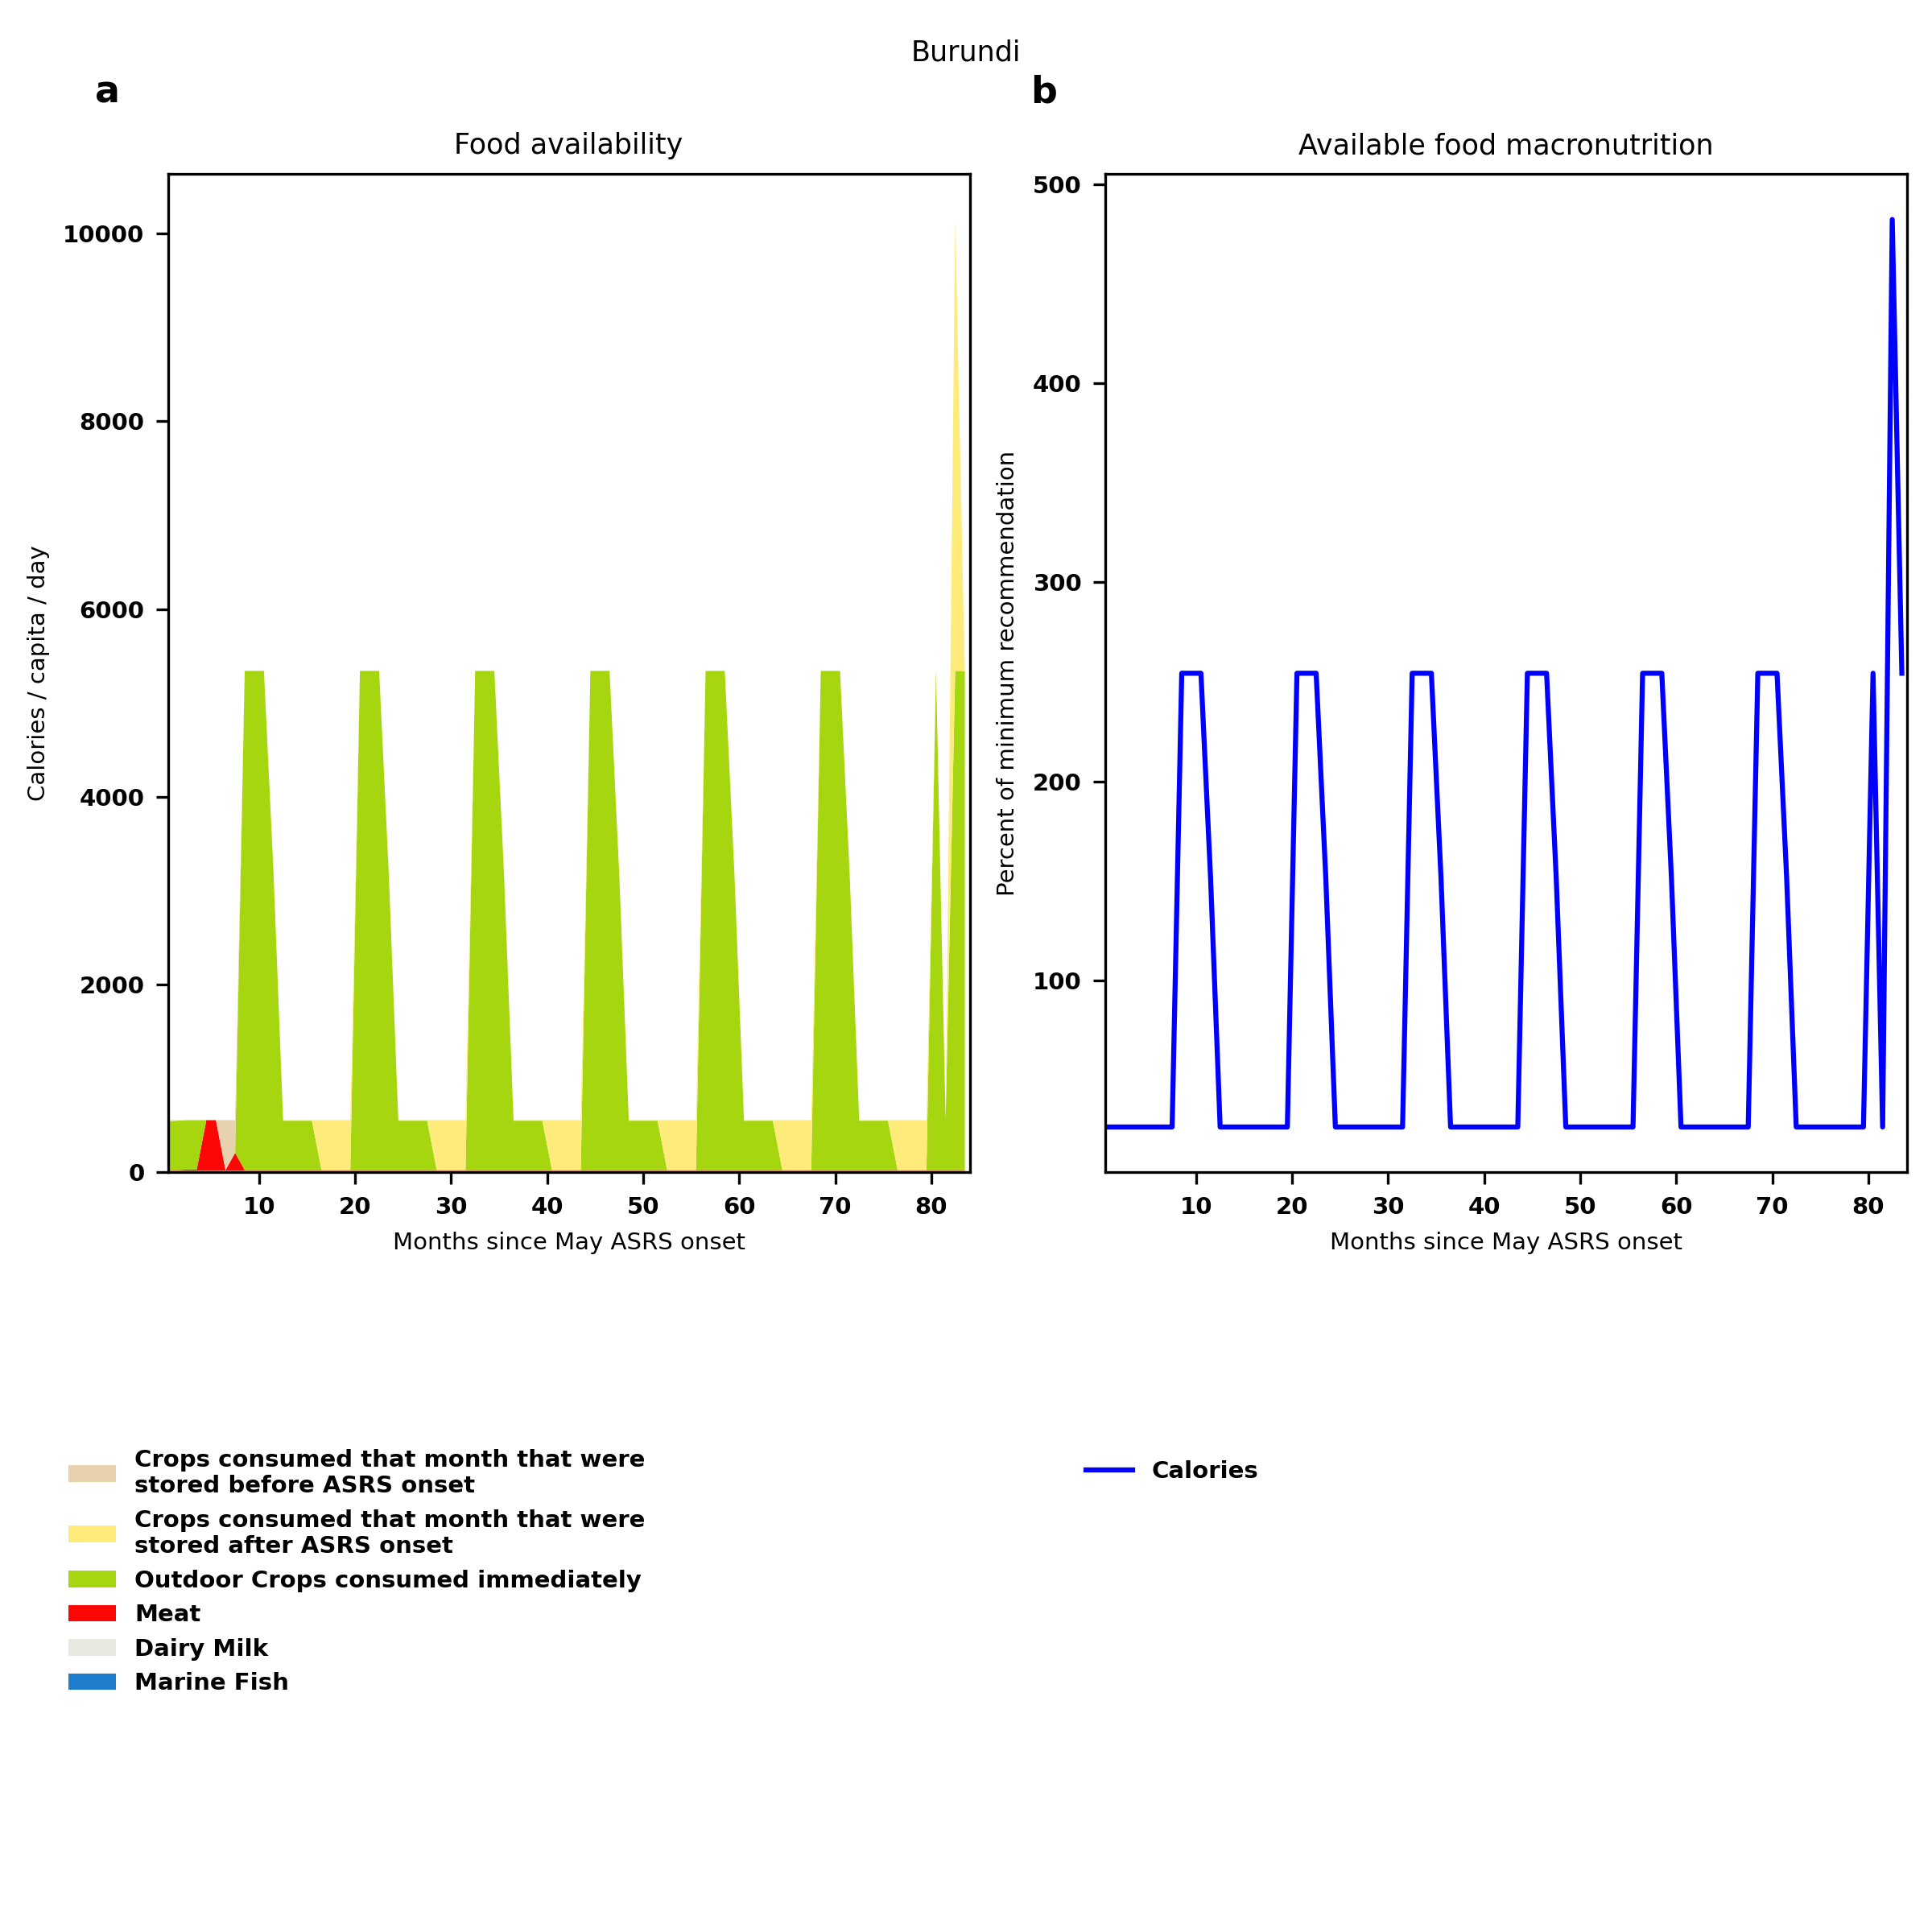 Burundi
a
Food availability
10000
8000
6000
4000
2000
0
Calories / capita / day
10 20 30 40 50 60 70 80
Months since May ASRS onset
b
Available food macronutrition
500
400
300
200
100
Percent of minimum recommendation
10 20 30 40 50 60 70 80
Months since May ASRS onset
Crops consumed that month that were
stored before ASRS onset
Crops consumed that month that were
stored after ASRS onset
Outdoor Crops consumed immediately
Meat
Dairy Milk
Marine Fish
Calories